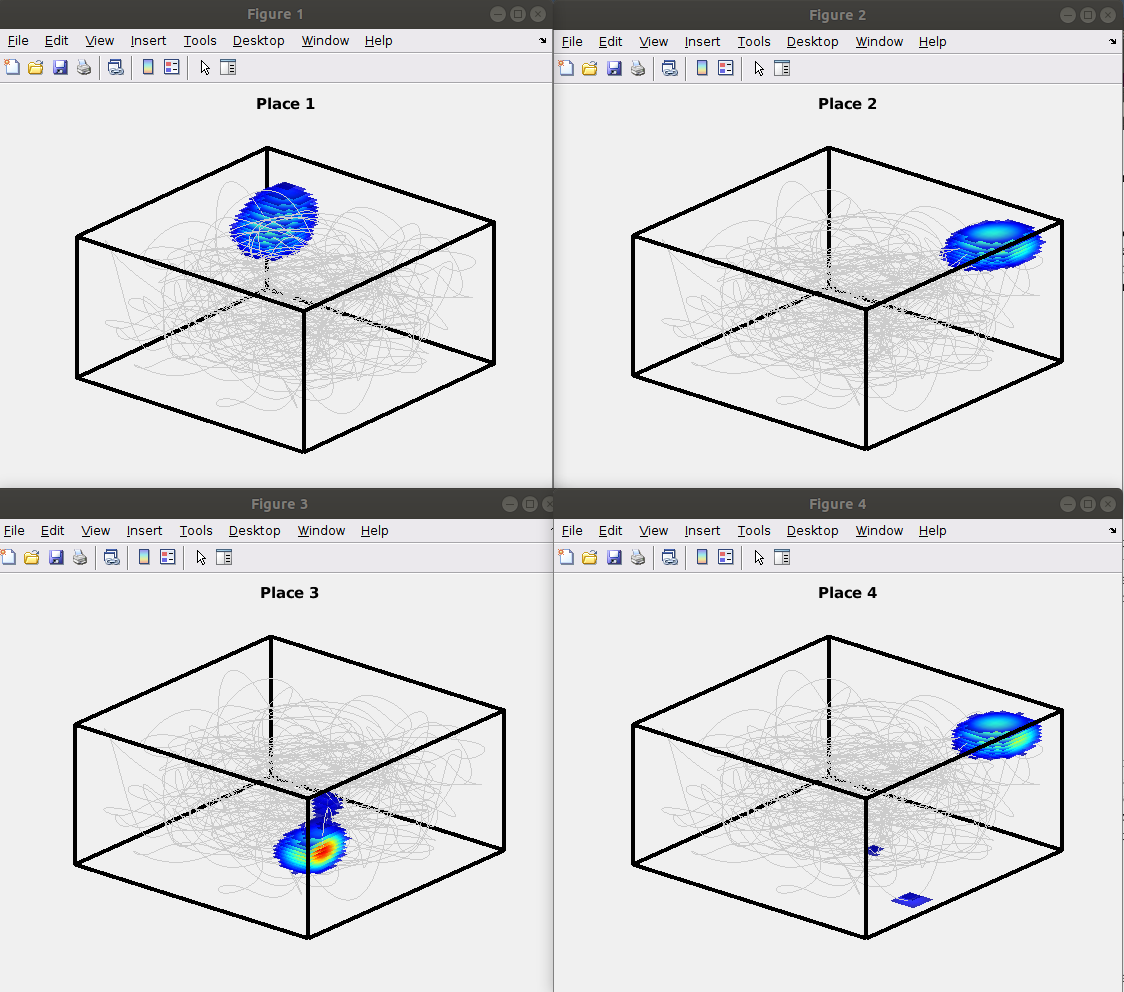 Figure 1
File Edit View Insert Tools Desktop Window Help
Place 1
Figure 2
File Edit View Insert Tools Desktop Window Help
Place 2
Figure 3
File Edit View Insert Tools Desktop Window Help
Place 3
Figure 4
File Edit View Insert Tools Desktop Window Help
Place 4